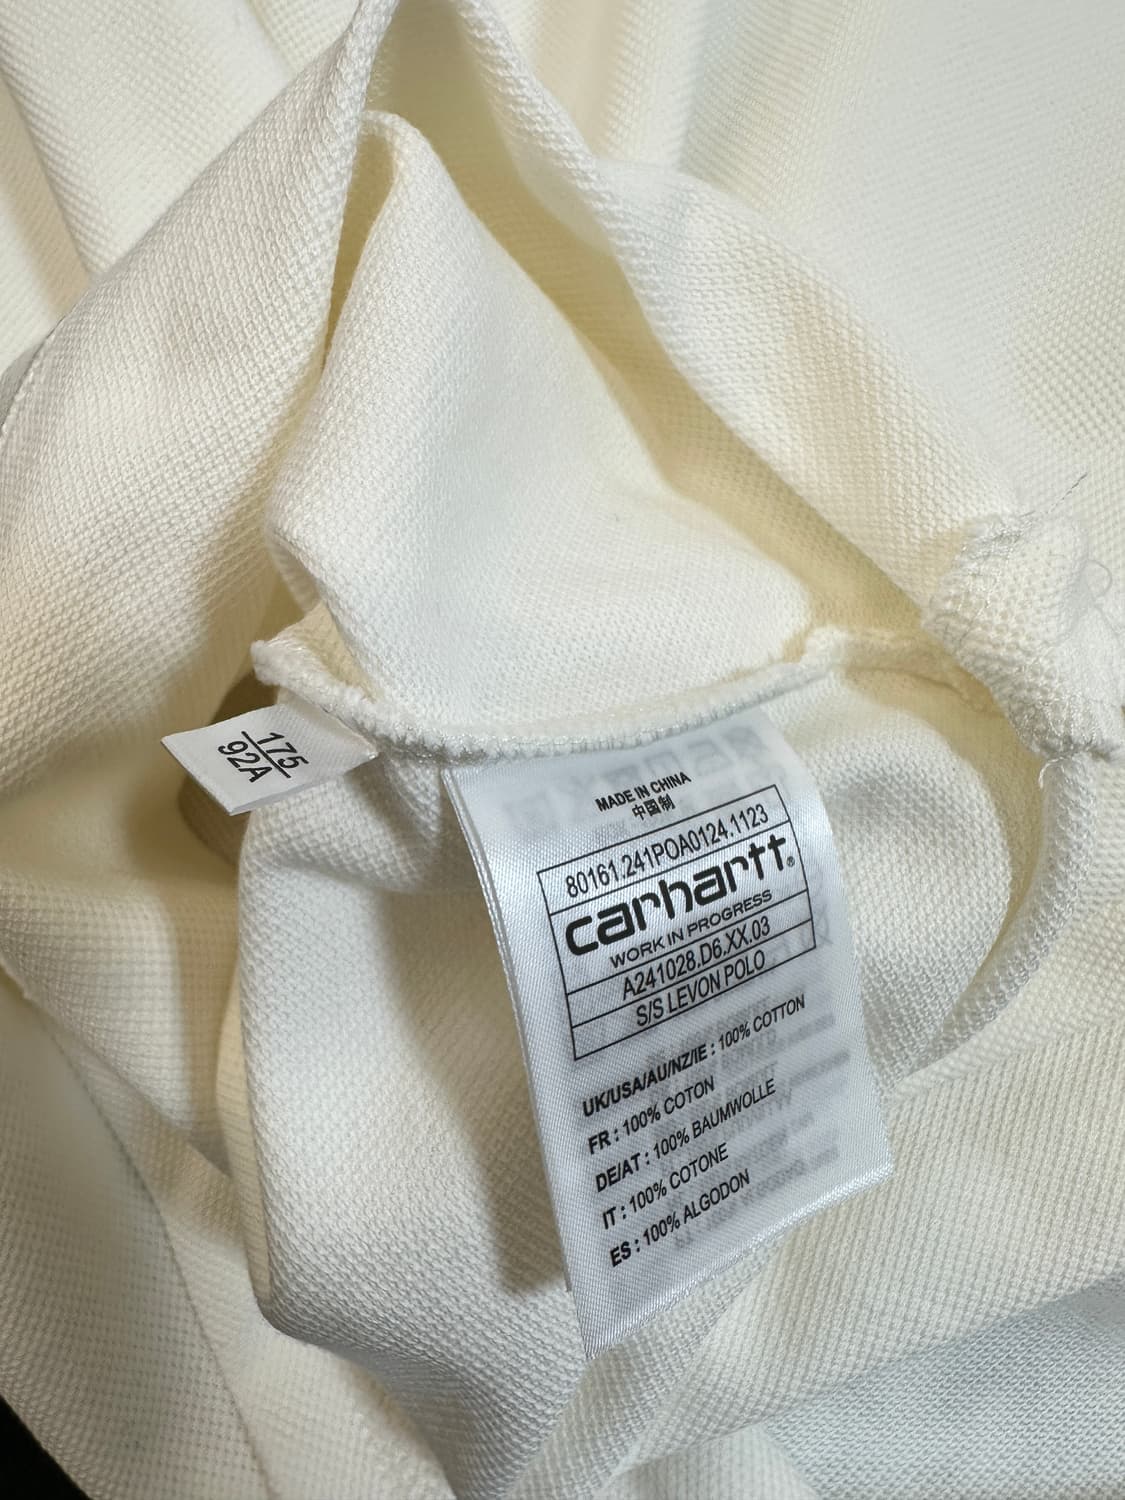 175
92A
MADE IN CHINA
中国制
80161.241POA0124.1123
carhartt®
WORK IN PROGRESS
A241028.D6.XX.03
S/S LEVON POLO
UK/USA/AU/NZ/IE : 100% COTTON
FR : 100% COTON
DE/AT : 100% BAUMWOLLE
IT : 100% COTONE
ES : 100% ALGODON